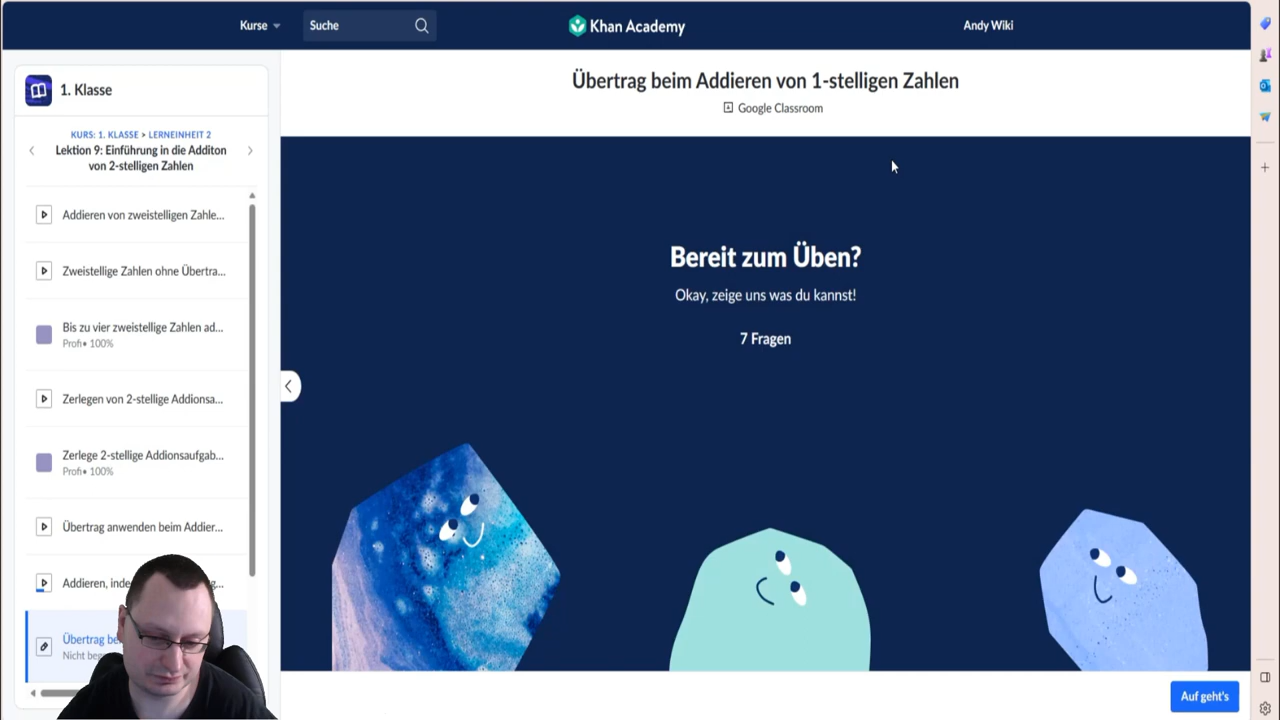 Kurse
Suche
Khan Academy
Andy Wiki
1. Klasse
KURS: 1. KLASSE > LERNEINHEIT 2
Lektion 9: Einführung in die Additon
von 2-stelligen Zahlen
Addieren von zweistelligen Zahle...
Zweistellige Zahlen ohne Übertra...
Bis zu vier zweistellige Zahlen ad...
Profi• 100%
Zerlegen von 2-stellige Addionsa...
Zerlege 2-stellige Addionsaufgab...
Profi• 100%
Übertrag anwenden beim Addier...
Addieren,
Übertrag
Nicht
Übertrag beim Addieren von 1-stelligen Zahlen
Google Classroom
Bereit zum Üben?
Okay, zeige uns was du kannst!
7 Fragen
Auf geht's